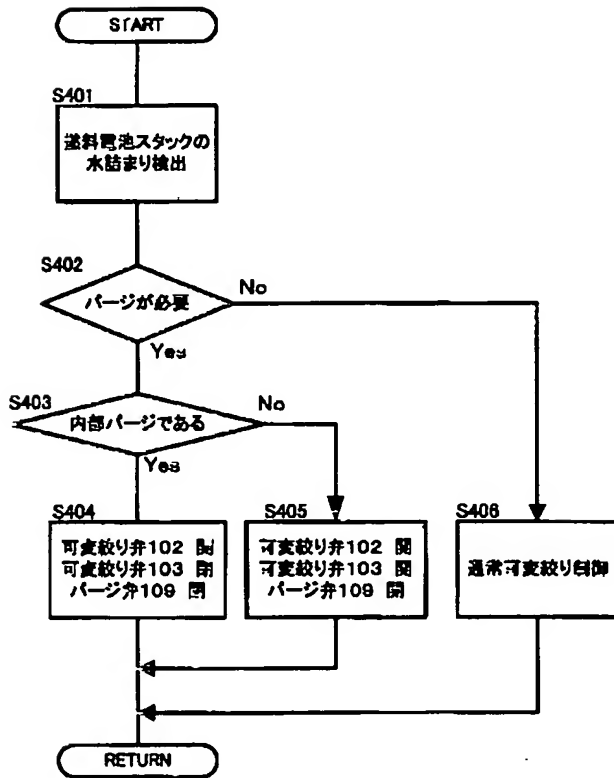 START
S401
燃料電池スタックの
水詰まり検出
S402
パージが必要
No
Yes
S403
内部パージである
No
Yes
S404
可変絞り弁102
可変絞り弁103 閉
パージ弁109
S405
可変絞り弁102
可変絞り弁103
パージ弁109
S406
通常可変絞り制御
RETURN